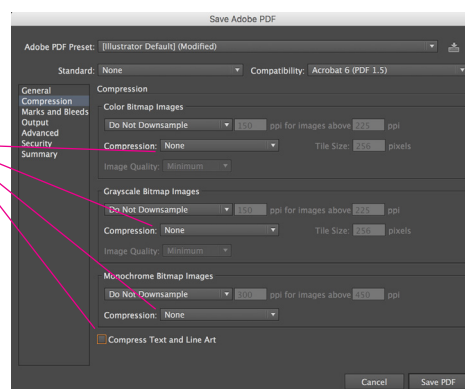 Save Adobe PDF
Adobe PDF Preset: [Illustrator Default] (Modified)
Standard: None Compatibility: Acrobat 6 (PDF 1.5)
General
Compression
Marks and Bleeds
Output
Advanced
Security
Summary
Compression
Color Bitmap Images
Do Not Downsample 150 ppi for images above 225 ppi
Compression: None Tile Size: 256 pixels
Image Quality: Minimum
Grayscale Bitmap Images
Do Not Downsample 150 ppi for images above 225 ppi
Compression: None Tile Size: 256 pixels
Image Quality: Minimum
Monochrome Bitmap Images
Do Not Downsample 300 ppi for images above 450 ppi
Compression: None
Compress Text and Line Art
Cancel Save PDF